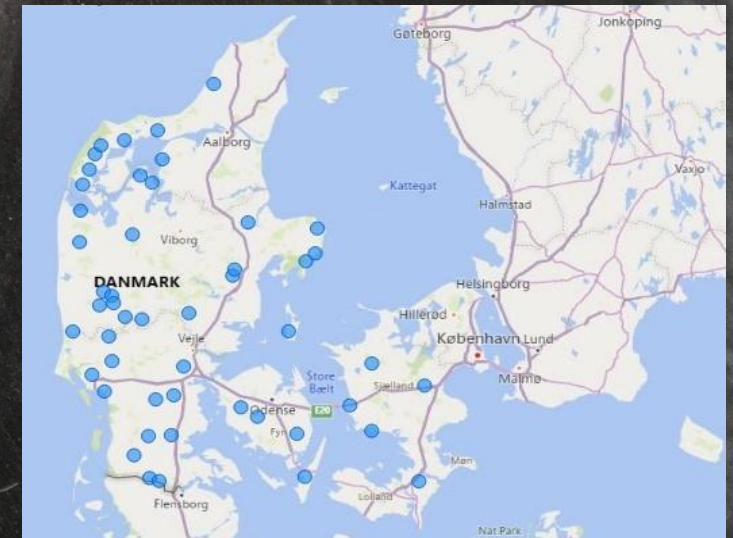 Gøteborg
Jonkoping
Aalborg
Växjö
Kattegat
Halmstad
Viborg
DANMARK
Helsingborg
Hillerød
København
Lund
Vejle
Malmø
Store
Bælt
Sjælland
E20
Odense
Fyn
Møn
Lolland
Flensborg
Nat Park